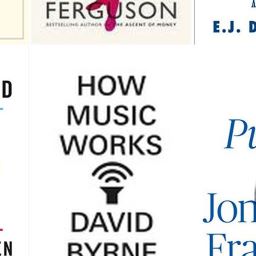 FERGUSON
BESTSELLING AUTHOR OF THE ASCENT OF MONEY
E.J. D
D
HOW
MUSIC
WORKS
DAVID
BYRNE
Pu
Jon
Fra
EN